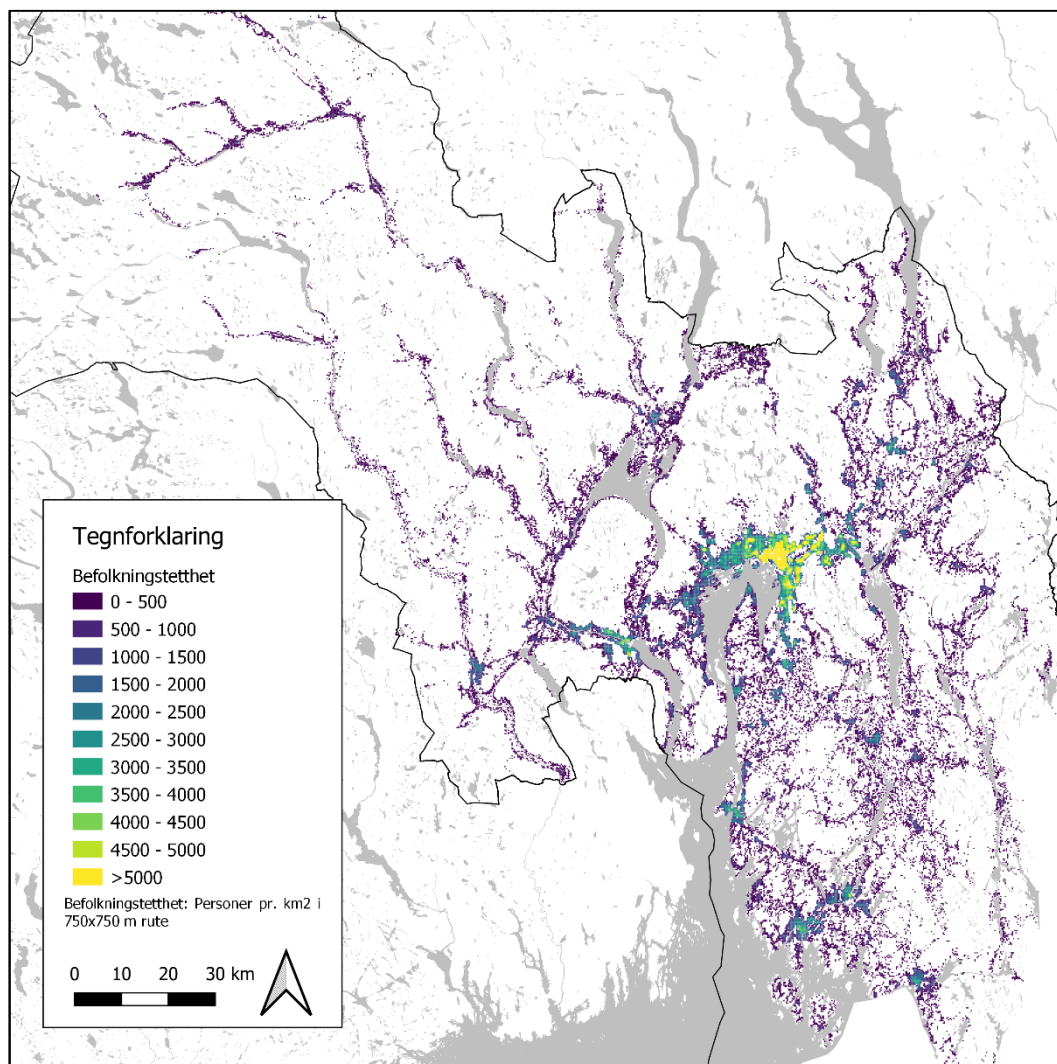 Tegnforklaring
Befolkningstetthet
0 - 500
500 - 1000
1000 - 1500
1500 - 2000
2000 - 2500
2500 - 3000
3000 - 3500
3500 - 4000
4000 - 4500
4500 - 5000
>5000
Befolkningstetthet: Personer pr. km2 i
750x750 m rute
0 10 20 30 km